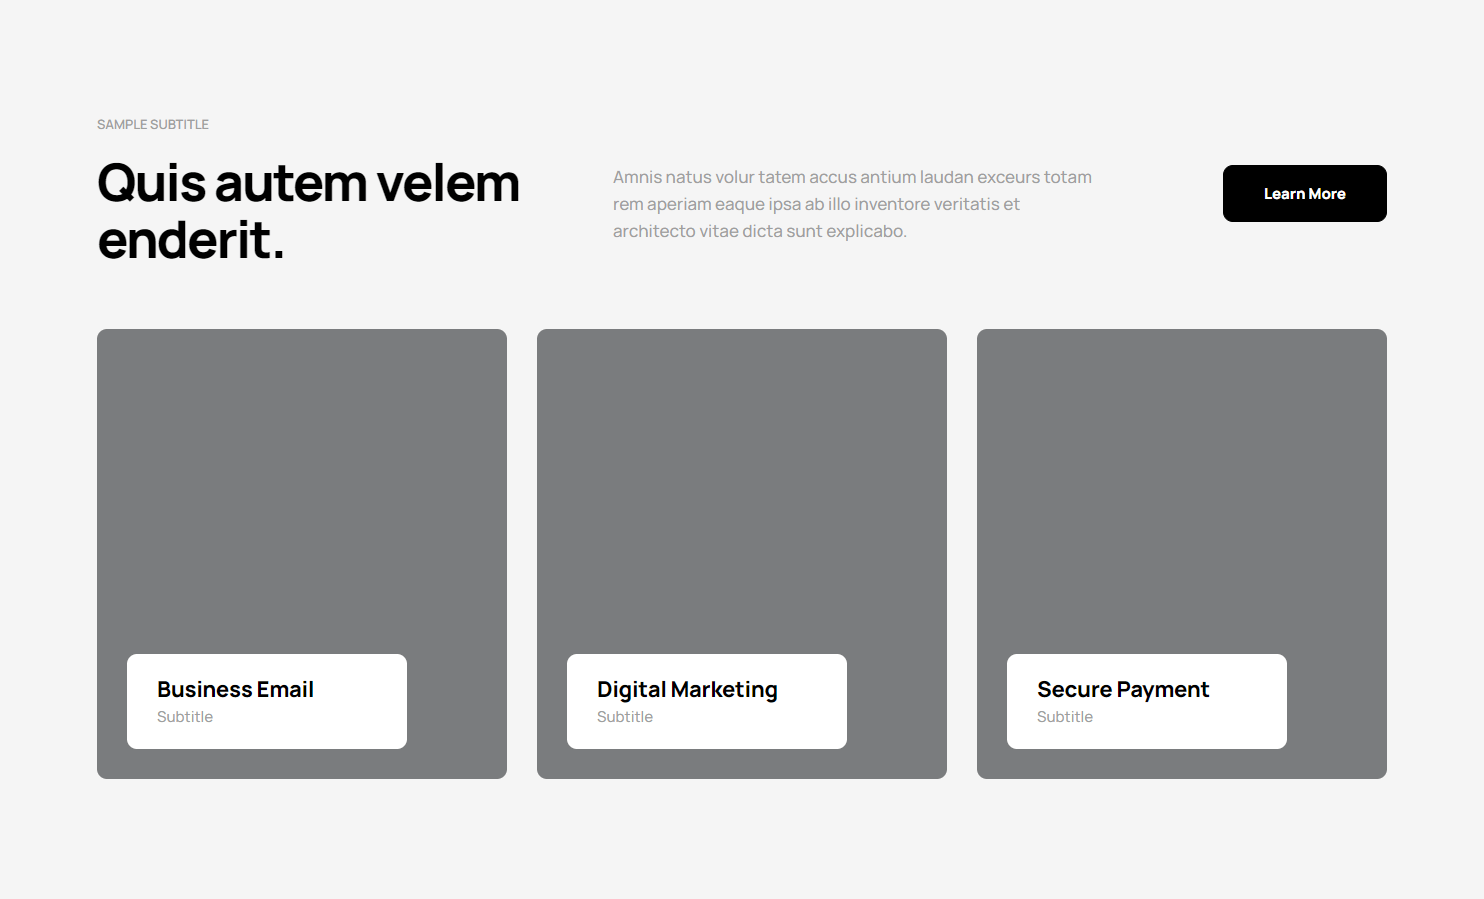 SAMPLE SUBTITLE
Quis autem velem
enderit.
Amnis natus volur tatem accus antium laudan exceurs totam
rem aperiam eaque ipsa ab illo inventore veritatis et
architecto vitae dicta sunt explicabo.
Learn More
Business Email
Subtitle
Digital Marketing
Subtitle
Secure Payment
Subtitle